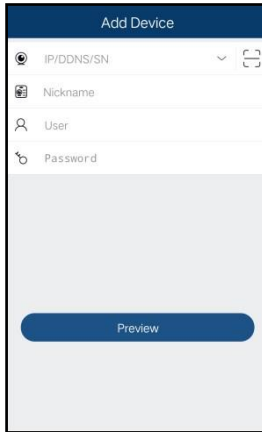 Add Device
IP/DDNS/SN
Nickname
User
Password
Preview